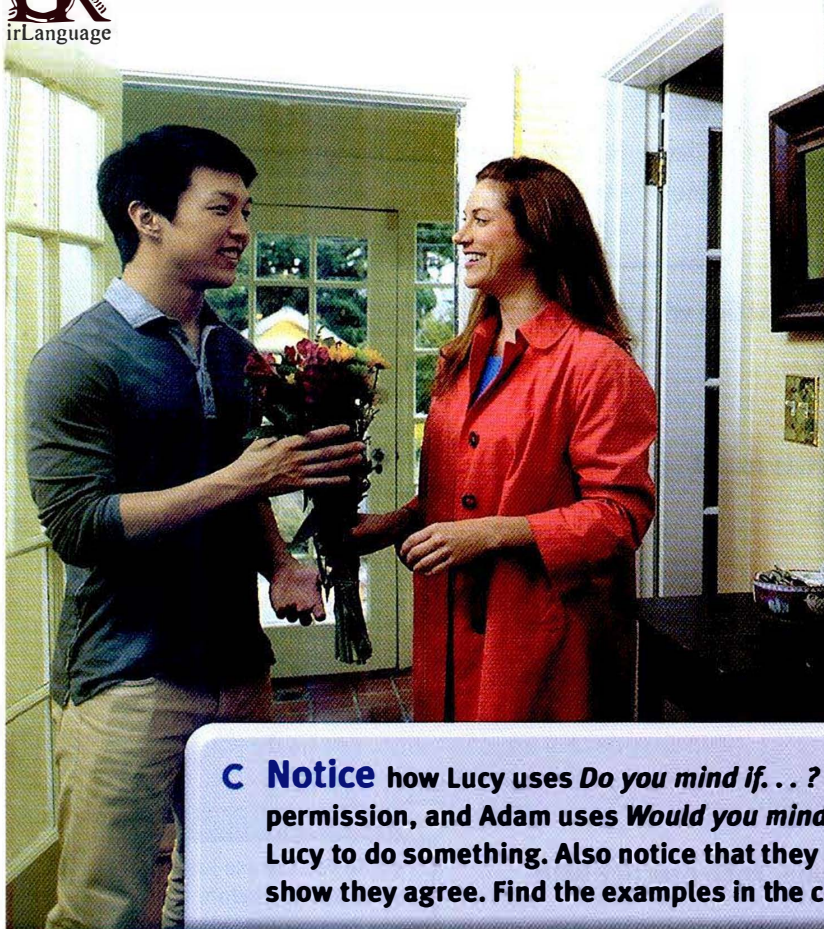 irLanguage
C Notice how Lucy uses Do you mind if. . . ?
permission, and Adam uses Would you mind
Lucy to do something. Also notice that they
show they agree. Find the examples in the c